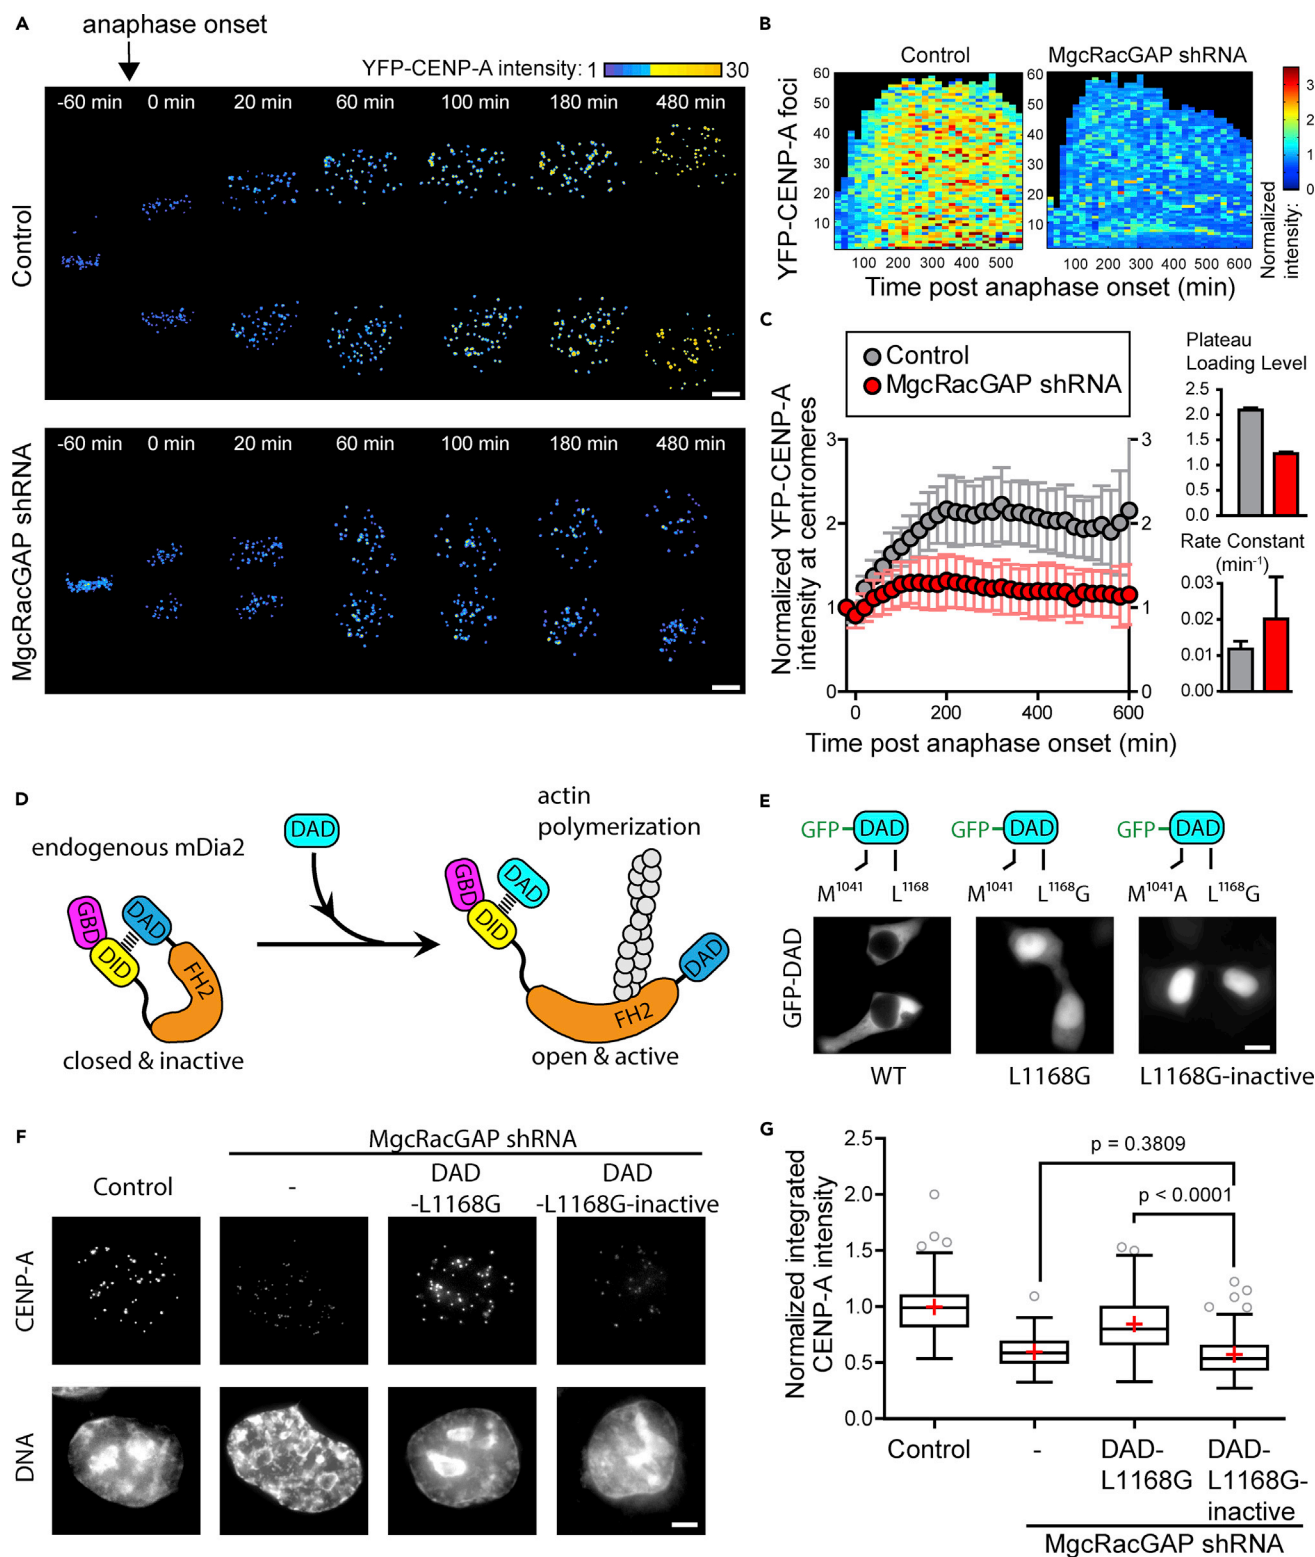 A
anaphase onset
YFP-CENP-A intensity: 1 30
-60 min 0 min 20 min 60 min 100 min 180 min 480 min
Control
-60 min 0 min 20 min 60 min 100 min 180 min 480 min
MgcRacGAP shRNA
B
Control MgcRacGAP shRNA
YFP-CENP-A foci
60
50
40
30
20
10
100 200 300 400 500
60
50
40
30
20
10
100 200 300 400 500 600
Time post anaphase onset (min)
3
2
1
0
Normalized
intensity:
C
Control
MgcRacGAP shRNA
Normalized YFP-CENP-A
intensity at centromeres
3 3
2 2
1 1
0 0
0 200 400 600
Time post anaphase onset (min)
Plateau
Loading Level
2.5
2.0
1.5
1.0
0.5
0.0
Rate Constant
(min⁻¹)
0.03
0.02
0.01
0.00
D
endogenous mDia2
GBD
DID
DAD
FH2
closed & inactive
DAD
actin
polymerization
GBD
DID
DAD
FH2
DAD
open & active
E
GFP DAD GFP DAD GFP DAD
M¹⁰⁴¹ L¹¹⁶⁸ M¹⁰⁴¹ L¹¹⁶⁸G M¹⁰⁴¹A L¹¹⁶⁸G
GFP-DAD
WT L1168G L1168G-inactive
F
MgcRacGAP shRNA
Control - DAD DAD
-L1168G -L1168G-inactive
CENP-A
DNA
G
Normalized integrated
CENP-A intensity
2.5
2.0
1.5
1.0
0.5
0.0
p = 0.3809
p < 0.0001
Control - DAD- DAD-
L1168G L1168G-
inactive
MgcRacGAP shRNA